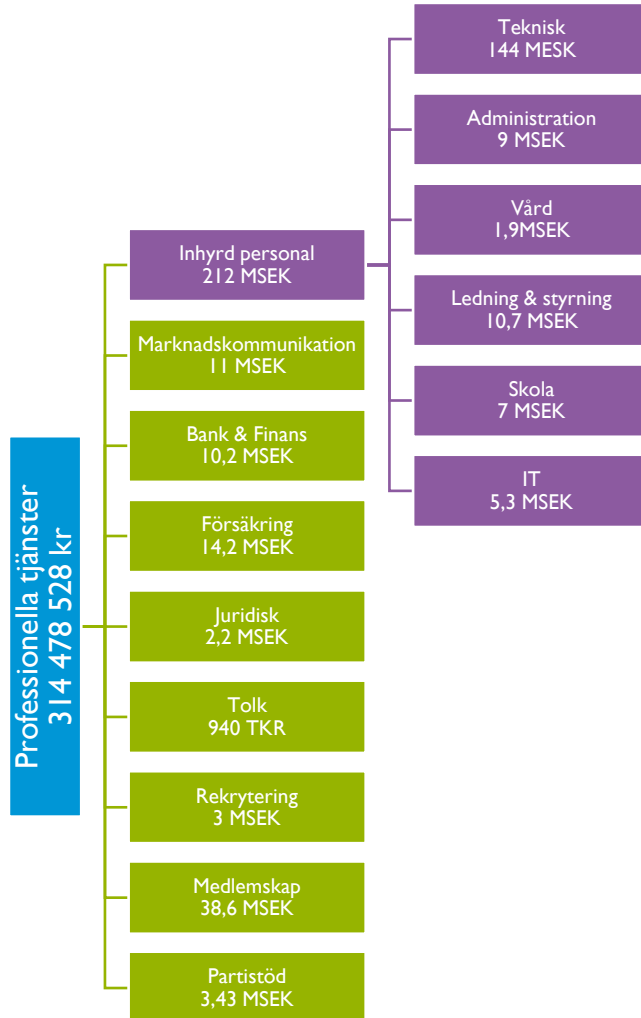 Professionella tjänster
314 478 528 kr
Inhyrd personal
212 MSEK
Marknadskommunikation
11 MSEK
Bank & Finans
10,2 MSEK
Försäkring
14,2 MSEK
Juridisk
2,2 MSEK
Tolk
940 TKR
Rekrytering
3 MSEK
Medlemskap
38,6 MSEK
Partistöd
3,43 MSEK
Teknisk
144 MESK
Administration
9 MSEK
Vård
1,9MSEK
Ledning & styrning
10,7 MSEK
Skola
7 MSEK
IT
5,3 MSEK